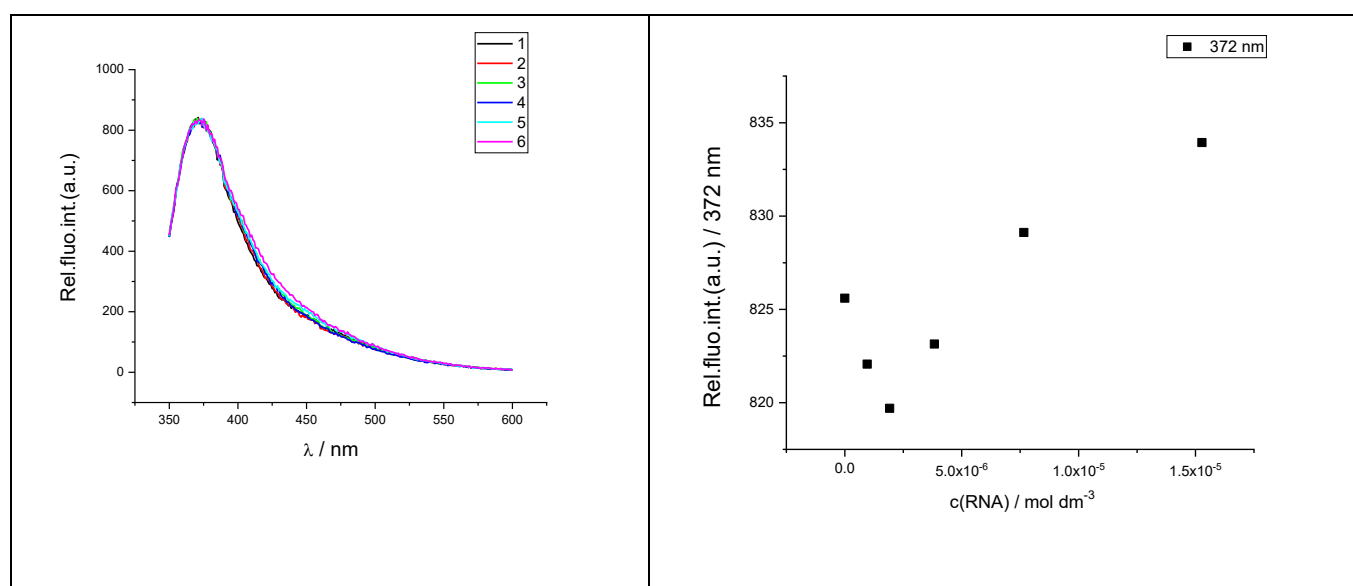 1
2
3
4
5
6
1000
800
600
400
200
0
Rel.fluo.int.(a.u.)
350 400 450 500 550 600
λ / nm
372 nm
835
830
825
820
Rel.fluo.int.(a.u.) / 372 nm
0.0 5.0x10⁻⁶ 1.0x10⁻⁵ 1.5x10⁻⁵
c(RNA) / mol dm⁻³